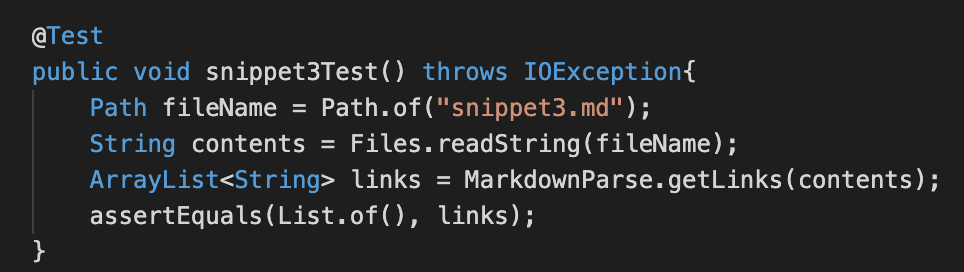 @Test
public void snippet3Test() throws IOException{
    Path fileName = Path.of("snippet3.md");
    String contents = Files.readString(fileName);
    ArrayList<String> links = MarkdownParse.getLinks(contents);
    assertEquals(List.of(), links);
}